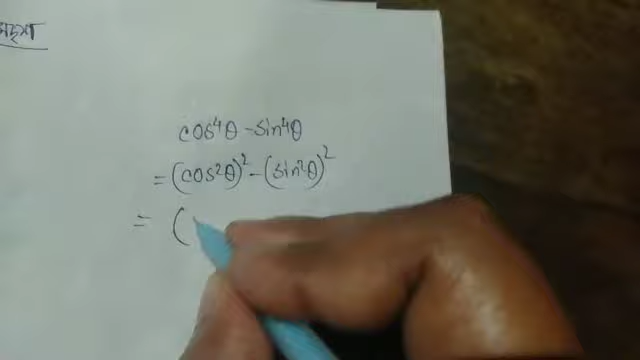 cos⁴θ - sin⁴θ
= (cos²θ)² - (sin²θ)²
= (